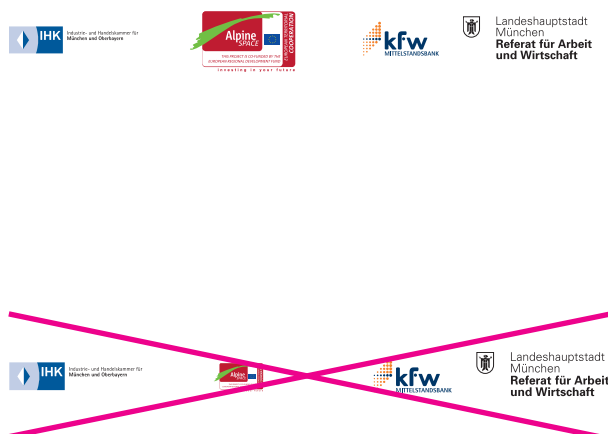 IHK
Industrie- und Handelskammer für
München und Oberbayern
Alpine
SPACE
THIS PROJECT IS CO-FUNDED BY THE
EUROPEAN REGIONAL DEVELOPMENT FUND
EUROPEAN TERRITORIAL
COOPERATION
investing in your future
kfw
MITTELSTANDSBANK
Landeshauptstadt
München
Referat für Arbeit
und Wirtschaft
IHK
Industrie- und Handelskammer für
München und Oberbayern
Alpine
kfw
MITTELSTANDSBANK
Landeshauptstadt
München
Referat für Arbeit
und Wirtschaft